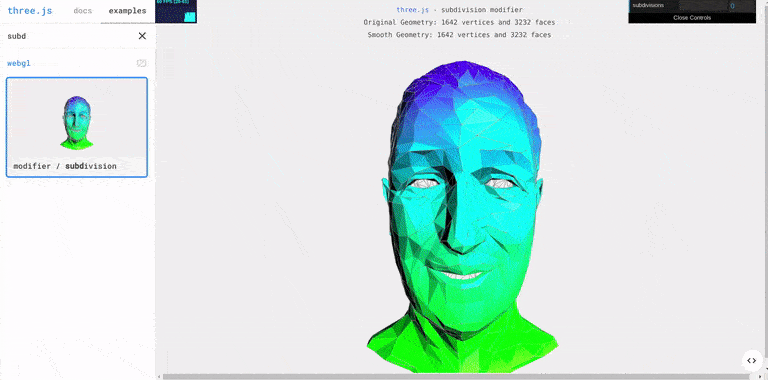 three.js docs examples
subd
webgl
modifier / subdivision
60 FPS (28-61)
three.js - subdivision modifier
Original Geometry: 1642 vertices and 3232 faces
Smooth Geometry: 1642 vertices and 3232 faces
subdivisions 0
Close Controls